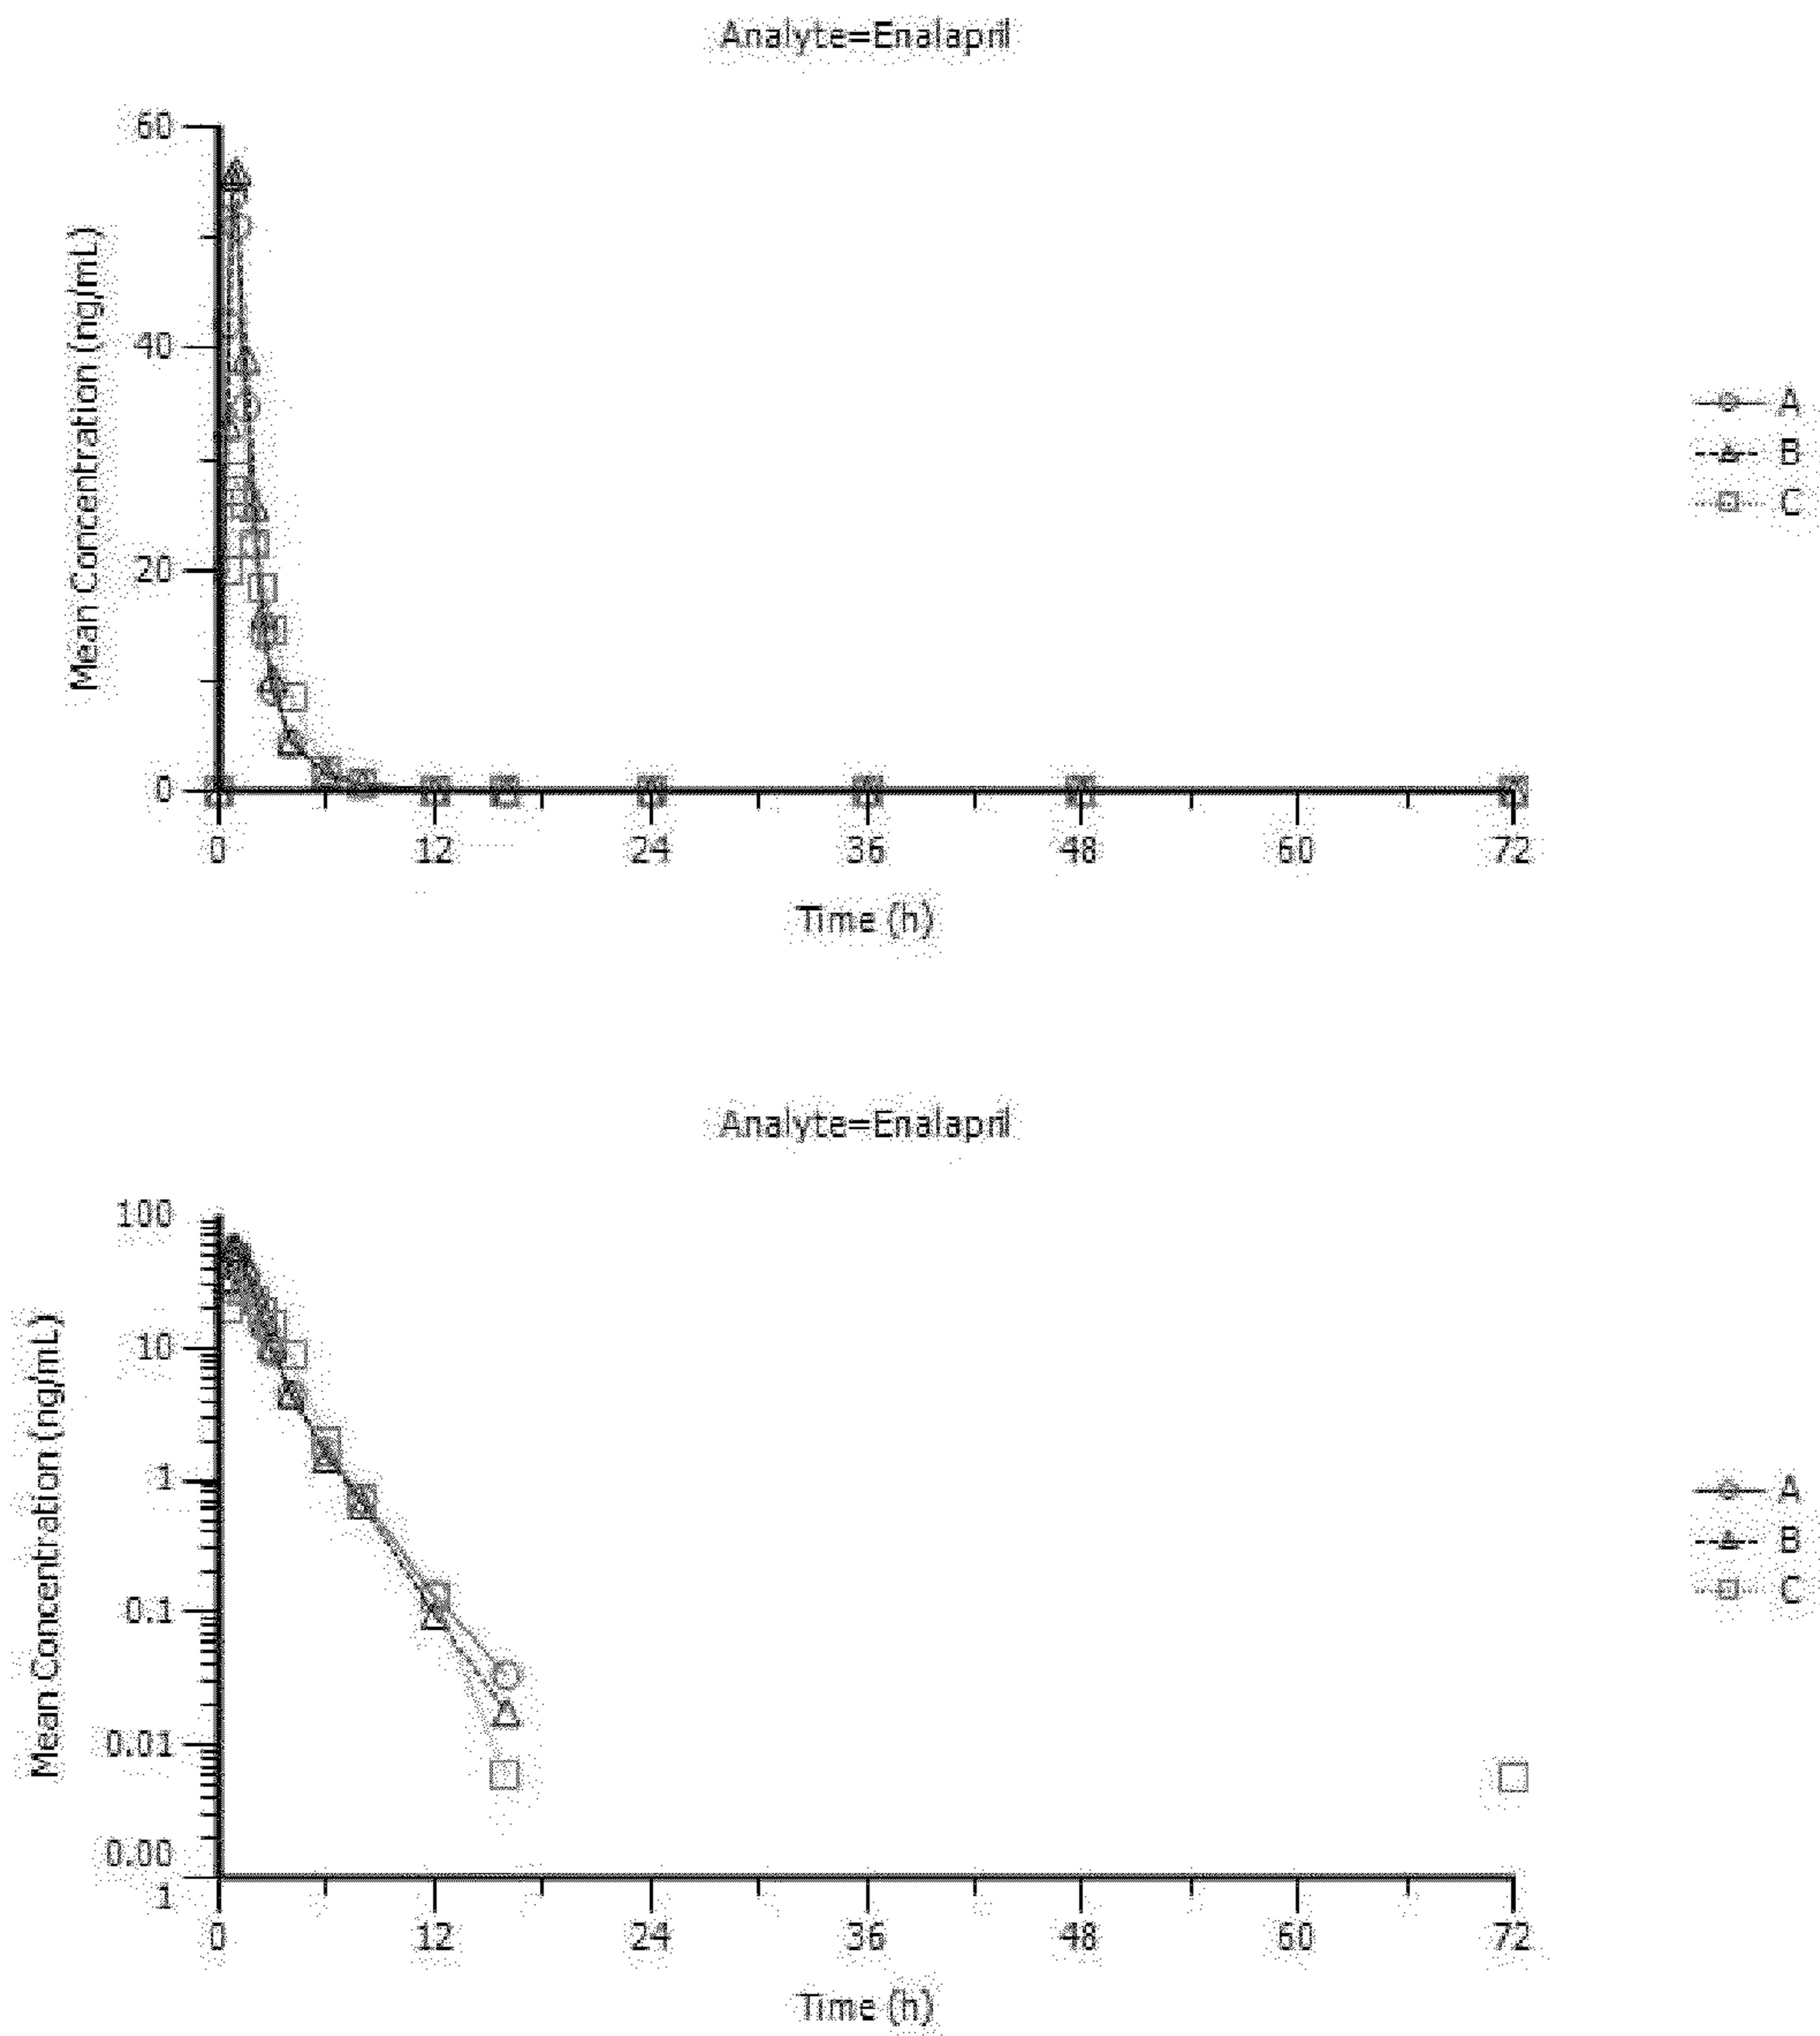 Analyte=Enalapril
60
40
20
0
Mean Concentration (ng/mL)
0 12 24 36 48 60 72
Time (h)
A
B
C
Analyte=Enalapril
100
10
1
0.1
0.01
0.00
1
Mean Concentration (ng/mL)
0 12 24 36 48 60 72
Time (h)
A
B
C